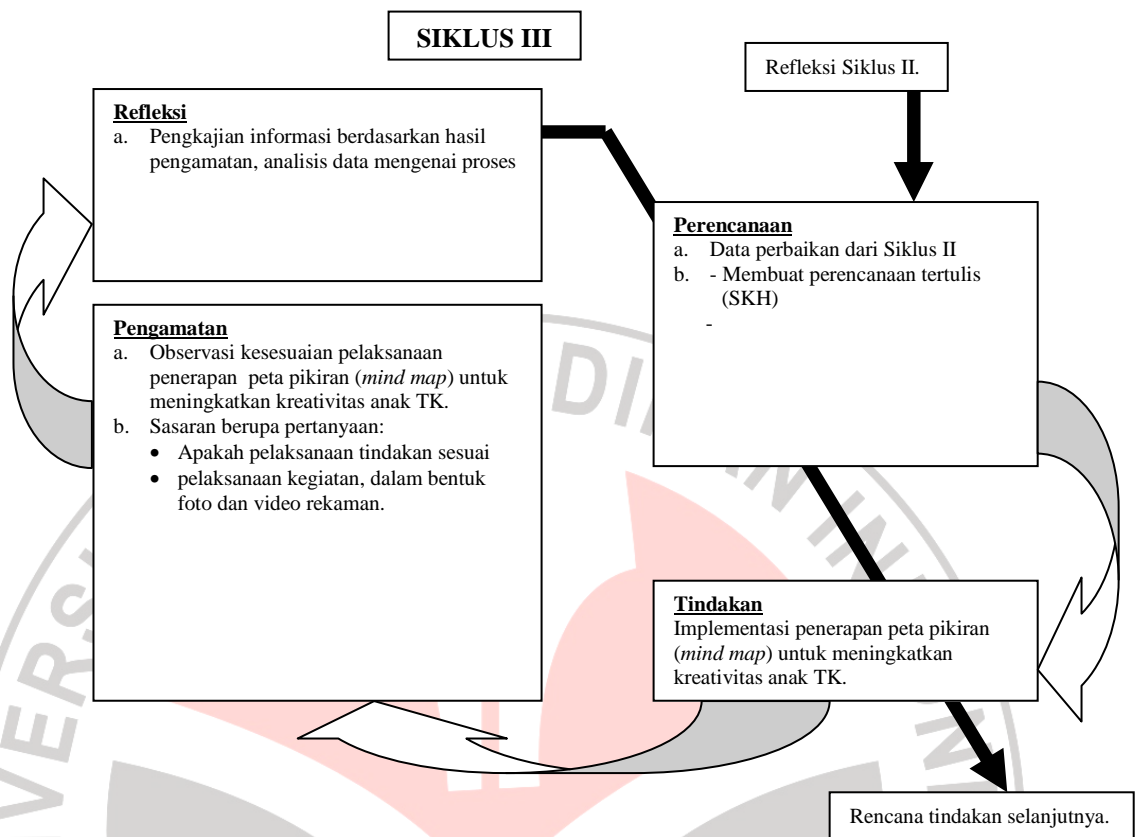 SIKLUS III
Refleksi Siklus II.
Refleksi
a. Pengkajian informasi berdasarkan hasil
pengamatan, analisis data mengenai proses
Perencanaan
a. Data perbaikan dari Siklus II
b. - Membuat perencanaan tertulis
(SKH)
-
Pengamatan
a. Observasi kesesuaian pelaksanaan
penerapan peta pikiran (mind map) untuk
meningkatkan kreativitas anak TK.
b. Sasaran berupa pertanyaan:
• Apakah pelaksanaan tindakan sesuai
• pelaksanaan kegiatan, dalam bentuk
foto dan video rekaman.
Tindakan
Implementasi penerapan peta pikiran
(mind map) untuk meningkatkan
kreativitas anak TK.
Rencana tindakan selanjutnya.